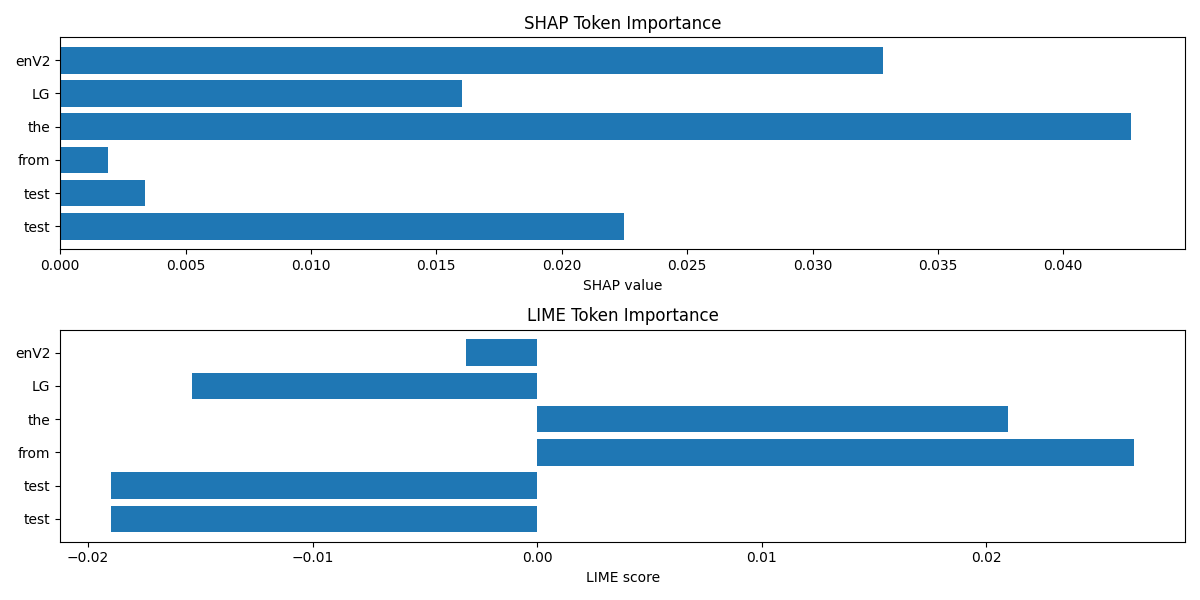 SHAP Token Importance
enV2
LG
the
from
test
test
0.000 0.005 0.010 0.015 0.020 0.025 0.030 0.035 0.040
SHAP value
LIME Token Importance
enV2
LG
the
from
test
test
−0.02 −0.01 0.00 0.01 0.02
LIME score